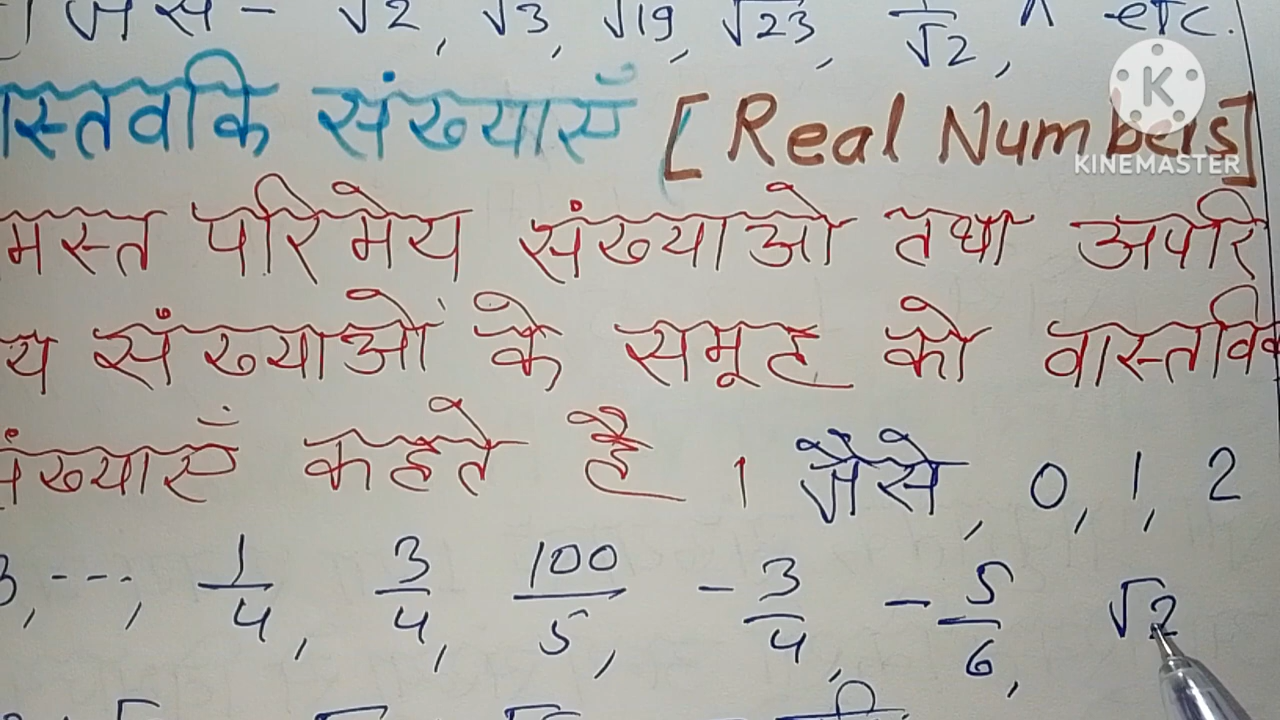 जैसे - √2, √3, √19, √23, 1/√2, π etc.
K
KINEMASTER
ास्तवकि संख्याएँ [Real Numbers]
मस्त परिमेय संख्याओ तथा अपरि
य संख्याओं के समूह को वास्तविक
ंख्याएँ कहते है । जैसे, 0, 1, 2
3, ---, 1/4, 3/4, 100/5, -3/4, -5/6, √2